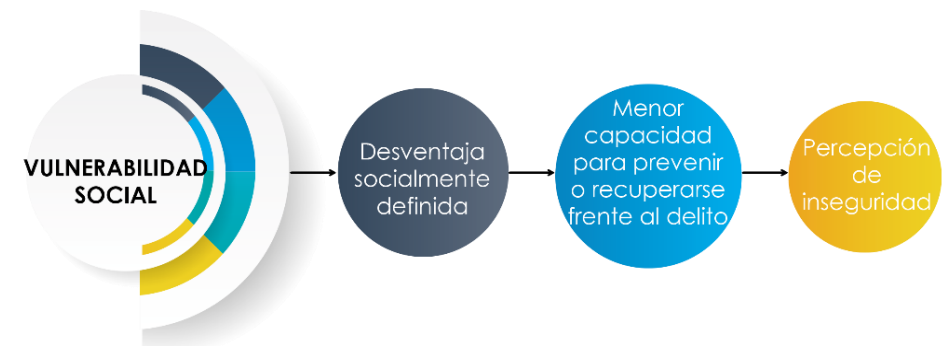 VULNERABILIDAD
SOCIAL
Desventaja
socialmente
definida
Menor
capacidad
para prevenir
o recuperarse
frente al delito
Percepción
de
inseguridad